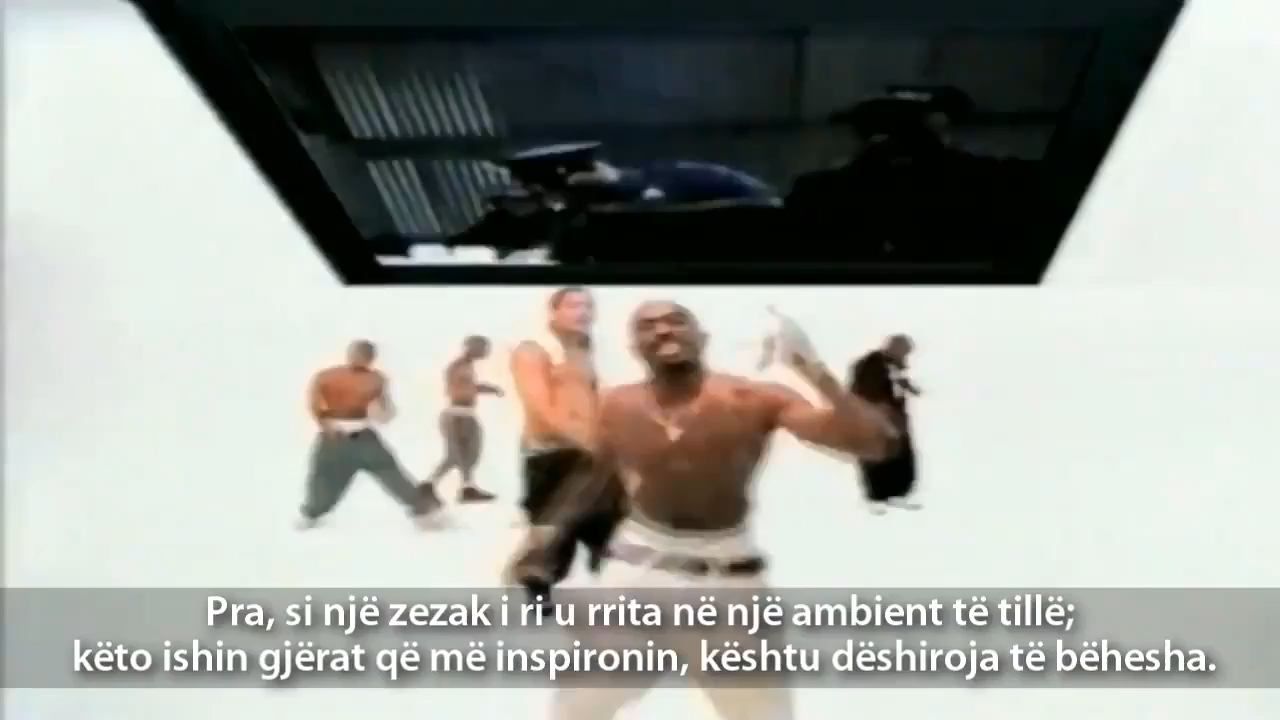 Pra, si një zezak i ri u rrita në një ambient të tillë;
këto ishin gjërat që më inspironin, kështu dëshiroja të bëhesha.